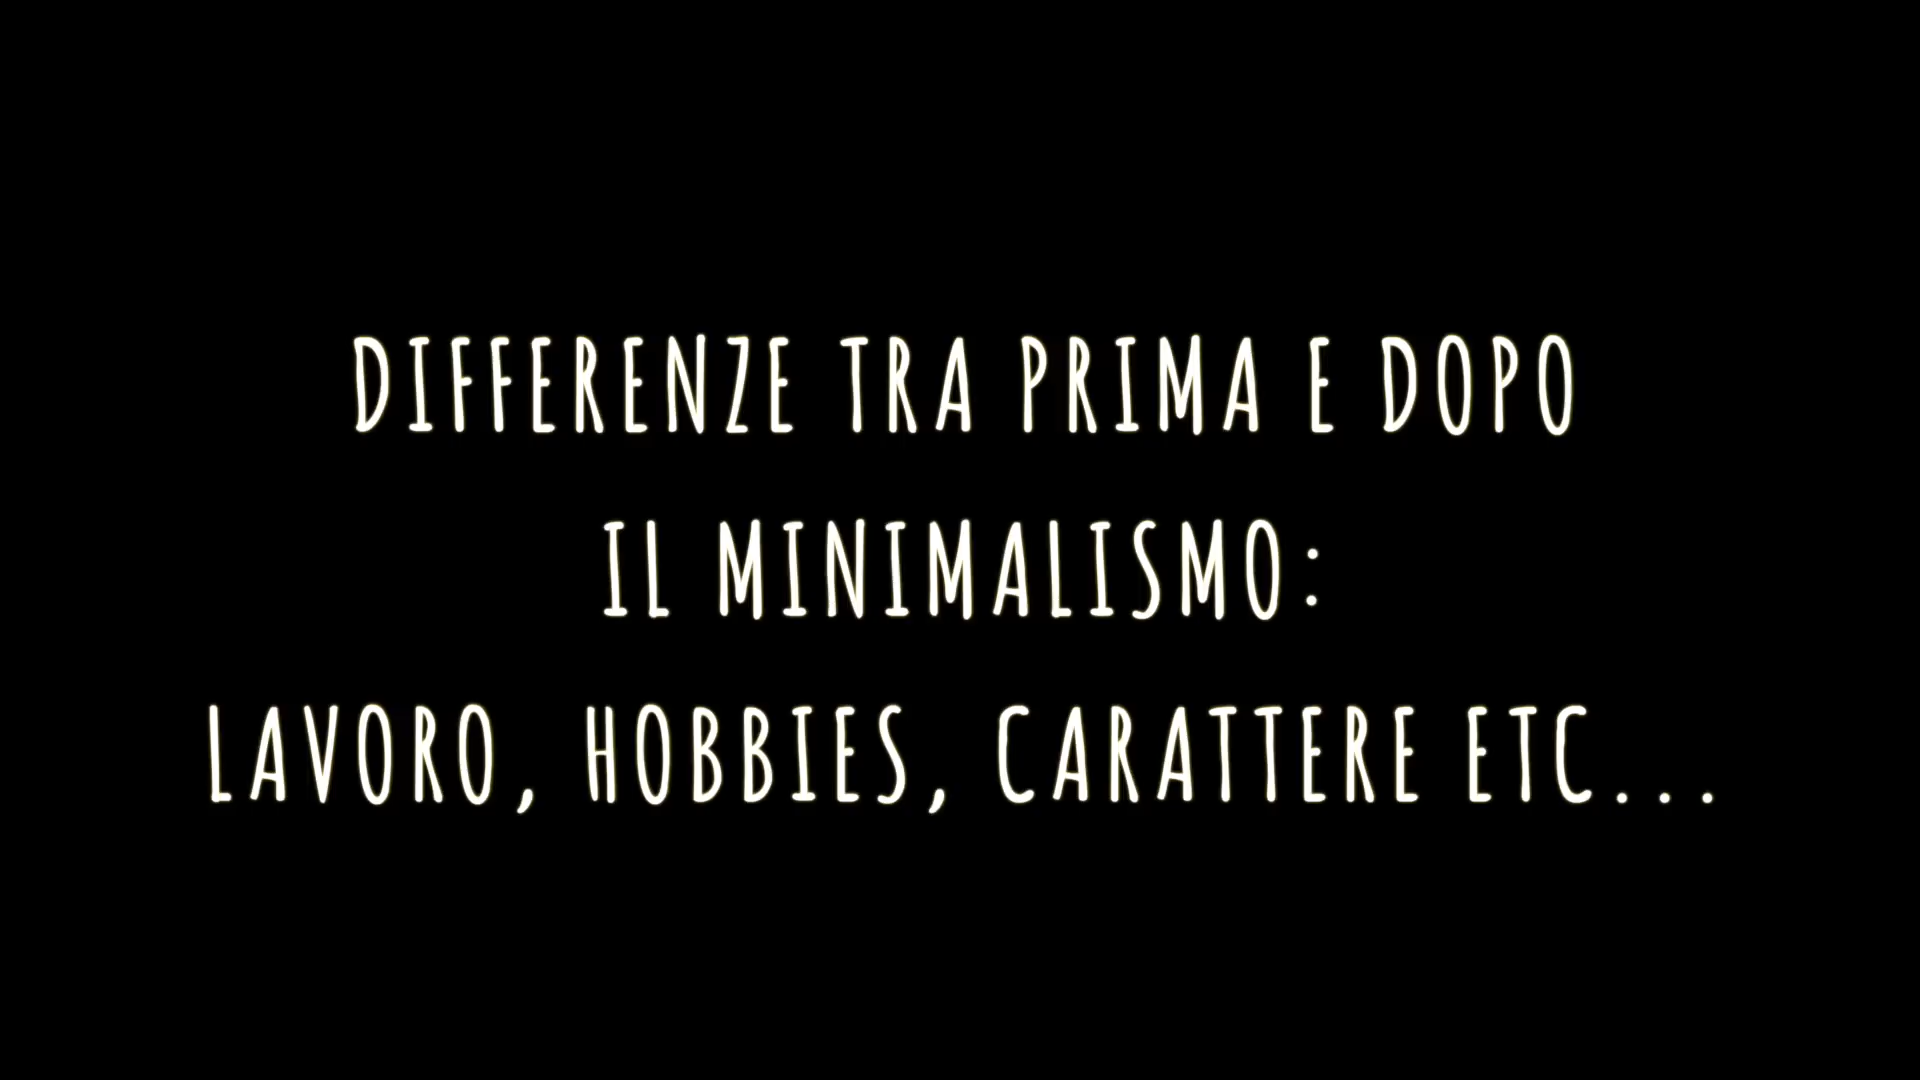 DIFFERENZE TRA PRIMA E DOPO
IL MINIMALISMO:
LAVORO, HOBBIES, CARATTERE ETC...